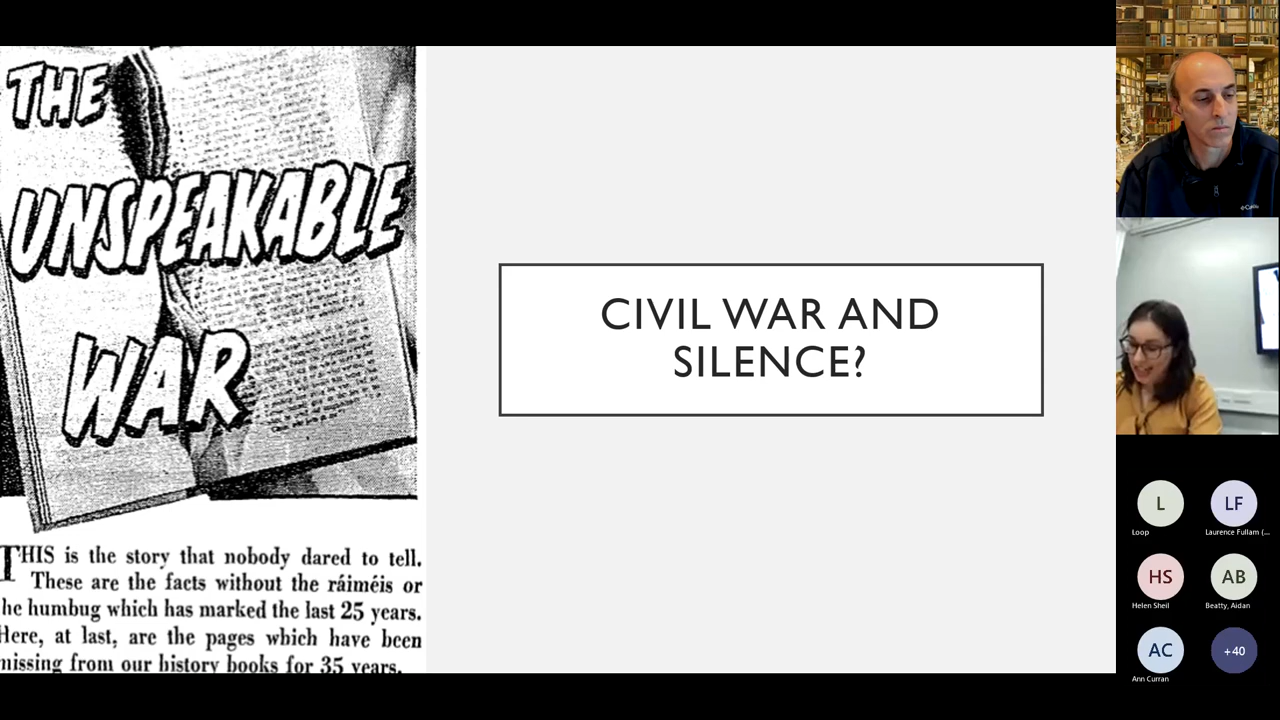 THE
UNSPEAKABLE
WAR
THIS is the story that nobody dared to tell.
These are the facts without the ráiméis or
he humbug which has marked the last 25 years.
Here, at last, are the pages which have been
missing from our history books for 35 years.
CIVIL WAR AND
SILENCE?
L
Loop
LF
Laurence Fullam (...
HS
Helen Sheil
AB
Beatty, Aidan
AC
Ann Curran
+40